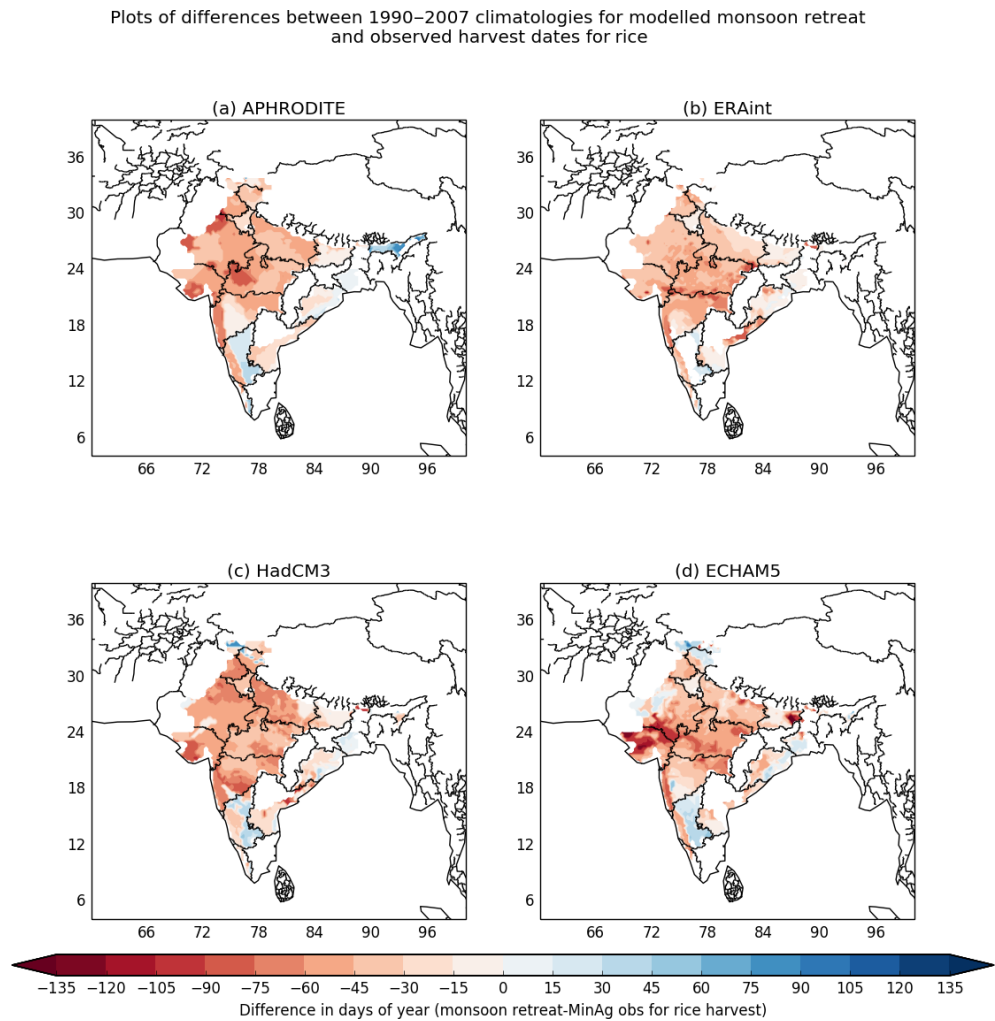 Plots of differences between 1990–2007 climatologies for modelled monsoon retreat
and observed harvest dates for rice
(a) APHRODITE
36
30
24
18
12
6
66 72 78 84 90 96
(b) ERAint
36
30
24
18
12
6
66 72 78 84 90 96
(c) HadCM3
36
30
24
18
12
6
66 72 78 84 90 96
(d) ECHAM5
36
30
24
18
12
6
66 72 78 84 90 96
−135 −120 −105 −90 −75 −60 −45 −30 −15 0 15 30 45 60 75 90 105 120 135
Difference in days of year (monsoon retreat-MinAg obs for rice harvest)